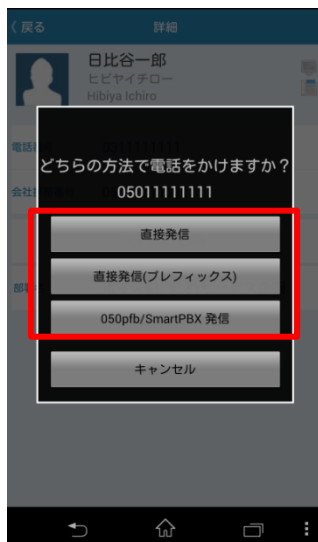 戻る
詳細
日比谷一郎
ヒビヤイチロー
Hibiya Ichiro
どちらの方法で電話をかけますか？
05011111111
直接発信
直接発信(プレフィックス)
050pfb/SmartPBX 発信
キャンセル